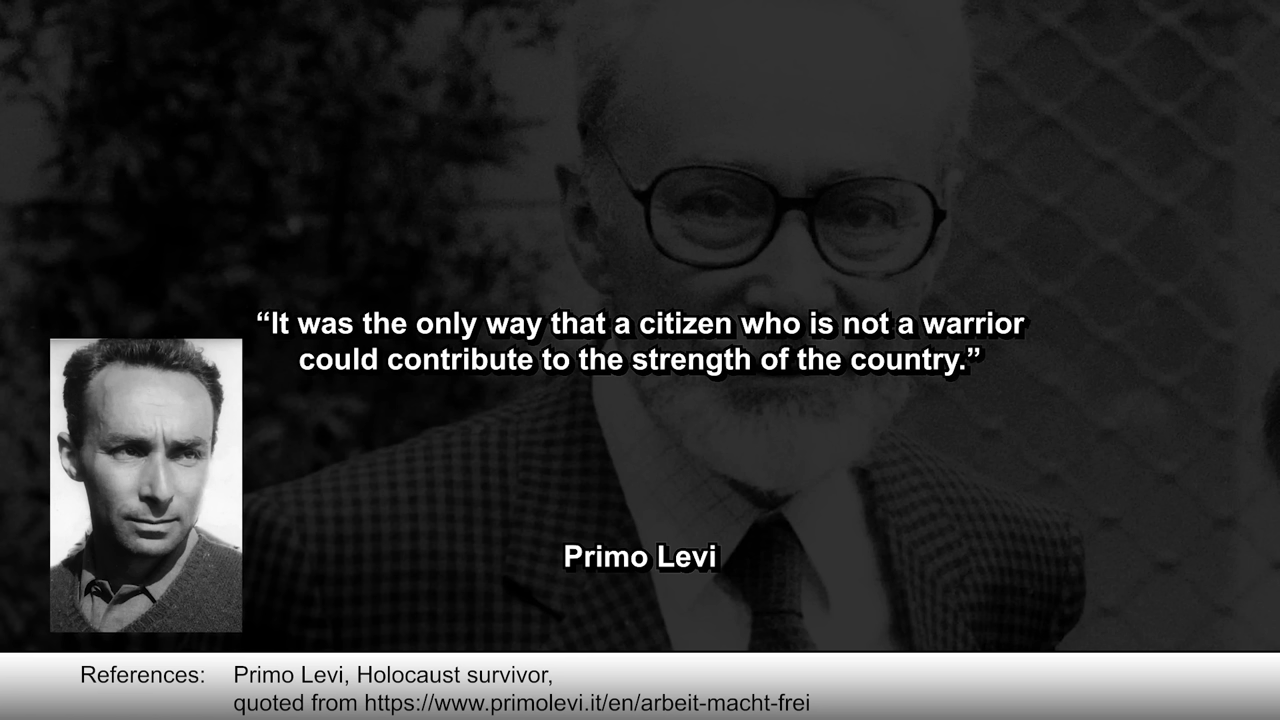 “It was the only way that a citizen who is not a warrior
could contribute to the strength of the country.”
Primo Levi
References: Primo Levi, Holocaust survivor,
quoted from https://www.primolevi.it/en/arbeit-macht-frei